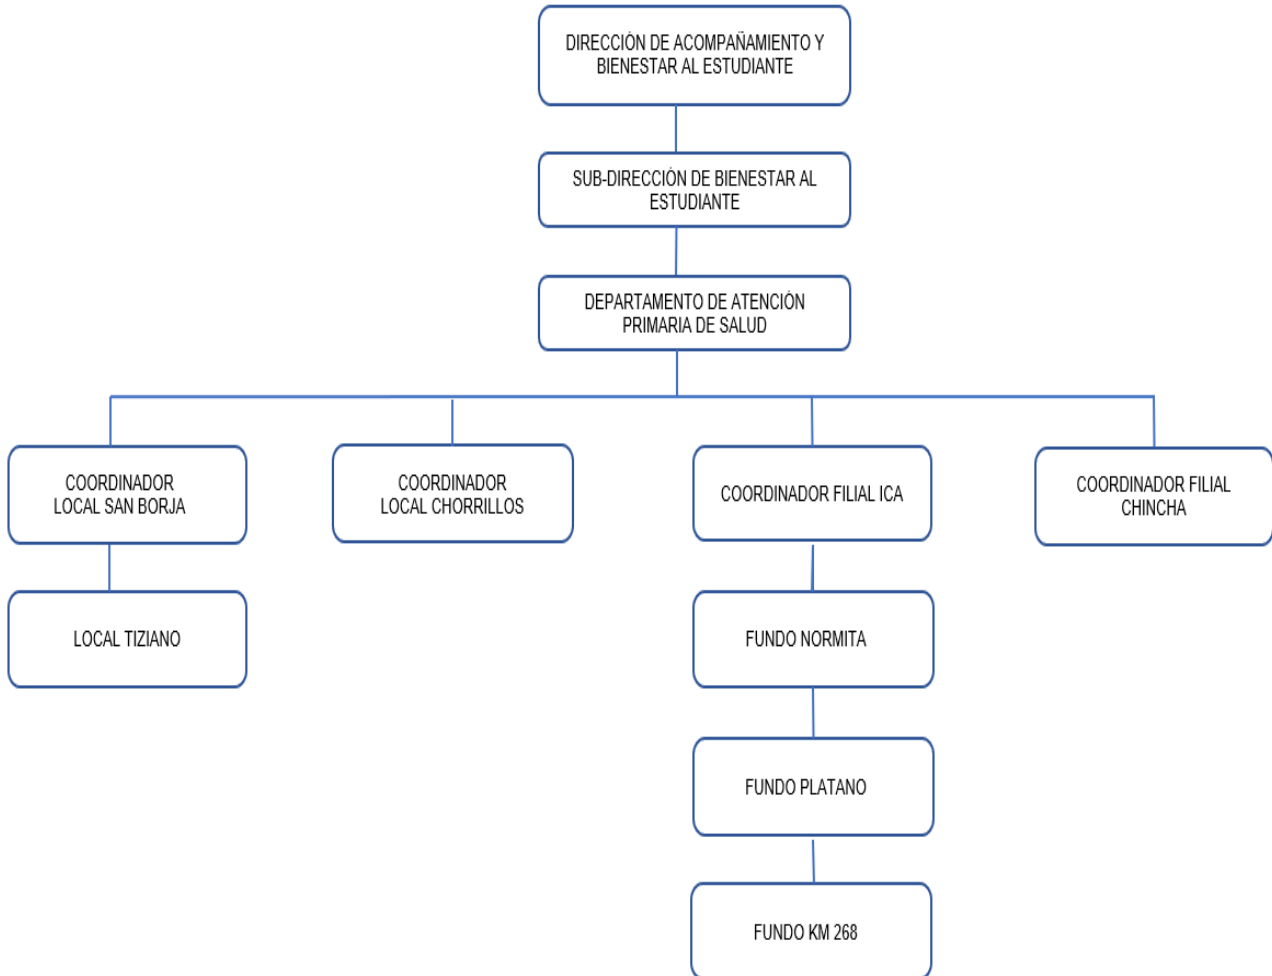 DIRECCIÓN DE ACOMPAÑAMIENTO Y
BIENESTAR AL ESTUDIANTE
SUB-DIRECCIÓN DE BIENESTAR AL
ESTUDIANTE
DEPARTAMENTO DE ATENCIÓN
PRIMARIA DE SALUD
COORDINADOR
LOCAL SAN BORJA
COORDINADOR
LOCAL CHORRILLOS
COORDINADOR FILIAL ICA
COORDINADOR FILIAL
CHINCHA
LOCAL TIZIANO
FUNDO NORMITA
FUNDO PLATANO
FUNDO KM 268